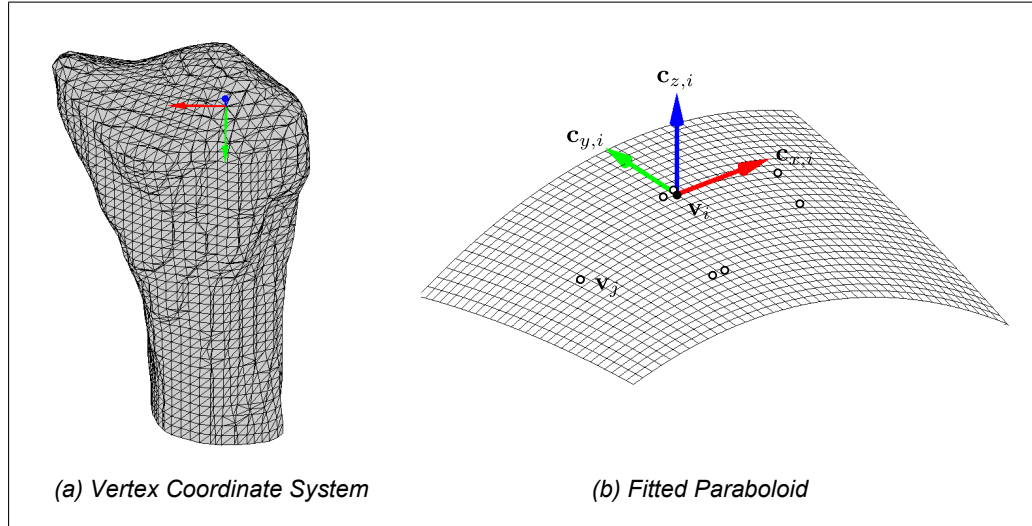 c_{z,i}
c_{y,i}
c_{x,i}
v_i
v_j
(a) Vertex Coordinate System
(b) Fitted Paraboloid